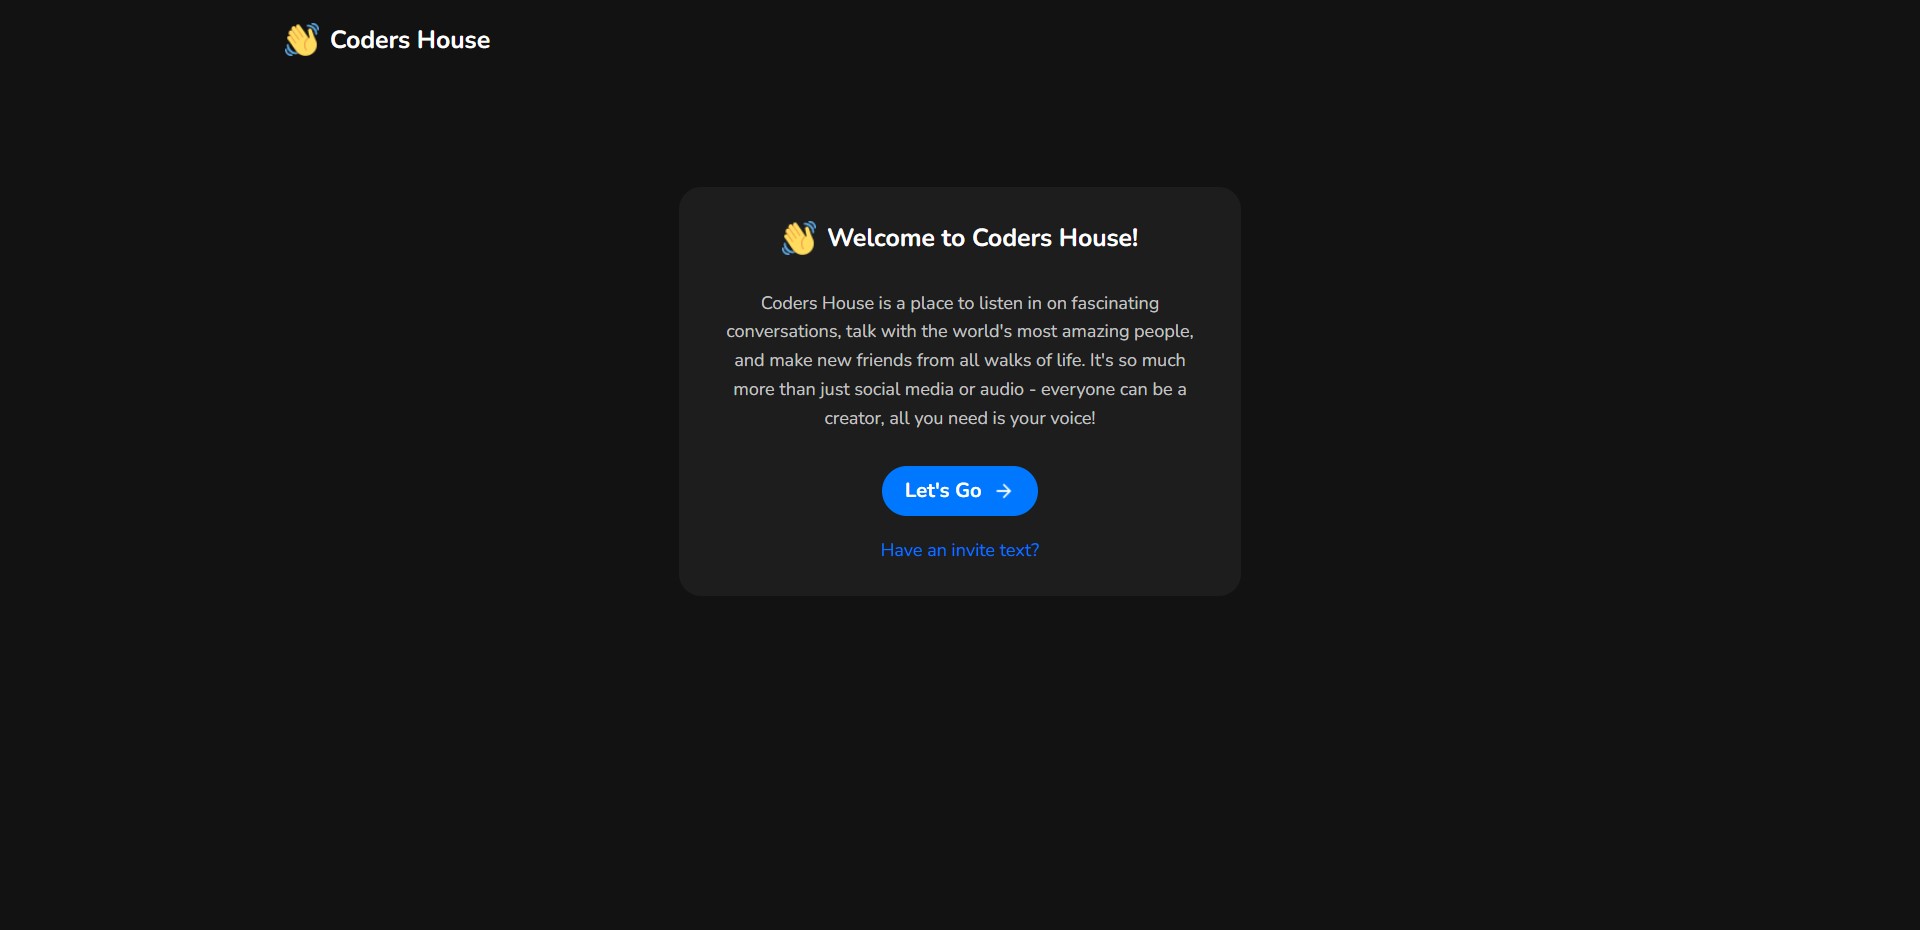 Coders House
Welcome to Coders House!
Coders House is a place to listen in on fascinating
conversations, talk with the world's most amazing people,
and make new friends from all walks of life. It's so much
more than just social media or audio - everyone can be a
creator, all you need is your voice!
Let's Go
Have an invite text?